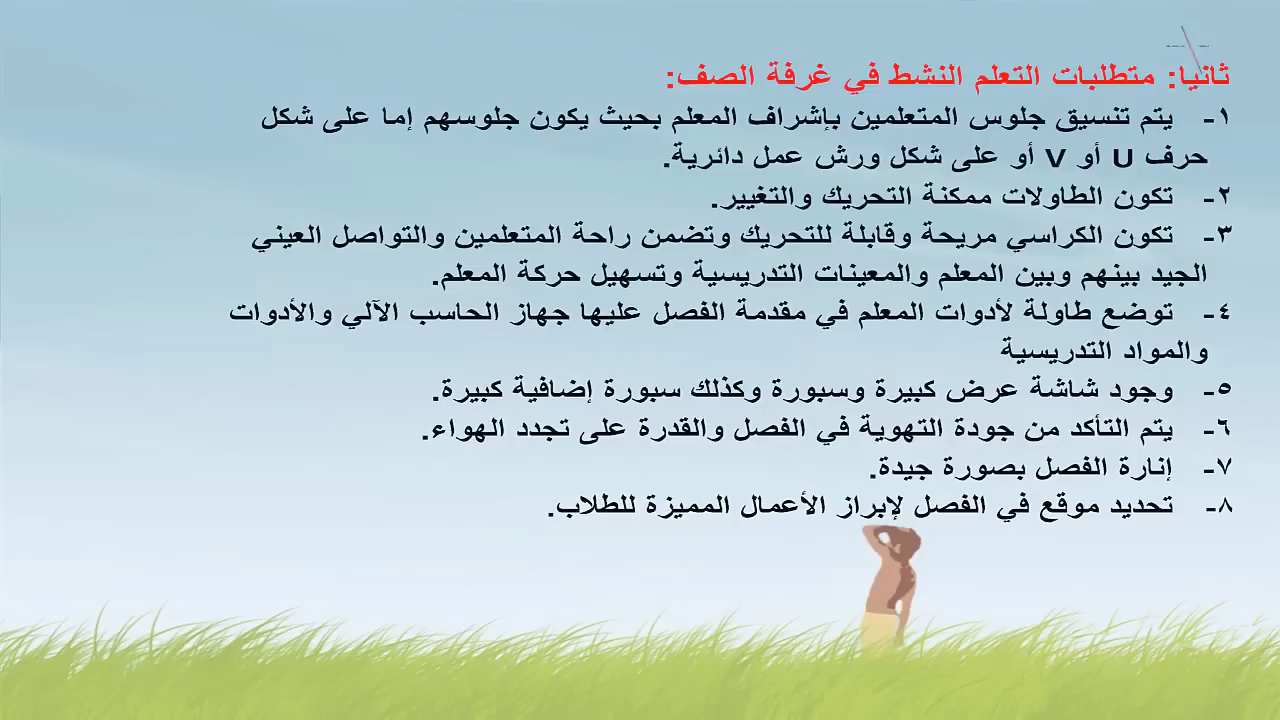 ثانيا: متطلبات التعلم النشط في غرفة الصف:
١- يتم تنسيق جلوس المتعلمين بإشراف المعلم بحيث يكون جلوسهم إما على شكل
حرف U أو V أو على شكل ورش عمل دائرية.
٢- تكون الطاولات ممكنة التحريك والتغيير.
٣- تكون الكراسي مريحة وقابلة للتحريك وتضمن راحة المتعلمين والتواصل العيني
الجيد بينهم وبين المعلم والمعينات التدريسية وتسهيل حركة المعلم.
٤- توضع طاولة لأدوات المعلم في مقدمة الفصل عليها جهاز الحاسب الآلي والأدوات
والمواد التدريسية
٥- وجود شاشة عرض كبيرة وسبورة وكذلك سبورة إضافية كبيرة.
٦- يتم التأكد من جودة التهوية في الفصل والقدرة على تجدد الهواء.
٧- إنارة الفصل بصورة جيدة.
٨- تحديد موقع في الفصل لإبراز الأعمال المميزة للطلاب.